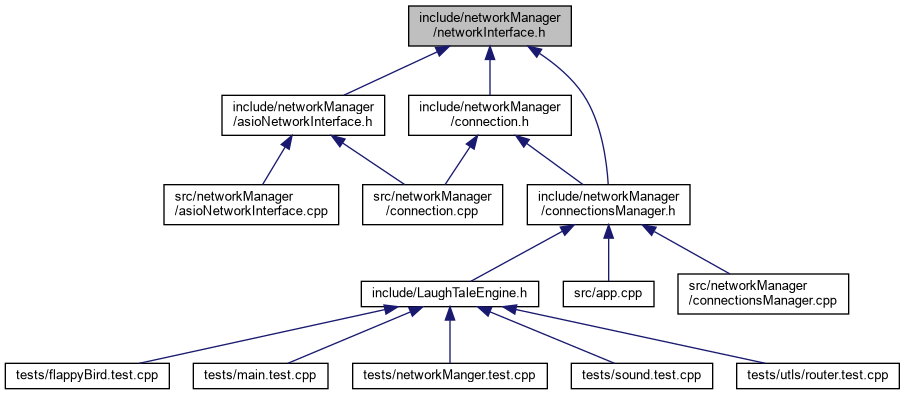 include/networkManager
/networkInterface.h
include/networkManager
/asioNetworkInterface.h
include/networkManager
/connection.h
src/networkManager
/asioNetworkInterface.cpp
src/networkManager
/connection.cpp
include/networkManager
/connectionsManager.h
include/LaughTaleEngine.h
src/app.cpp
src/networkManager
/connectionsManager.cpp
tests/flappyBird.test.cpp
tests/main.test.cpp
tests/networkManger.test.cpp
tests/sound.test.cpp
tests/utls/router.test.cpp